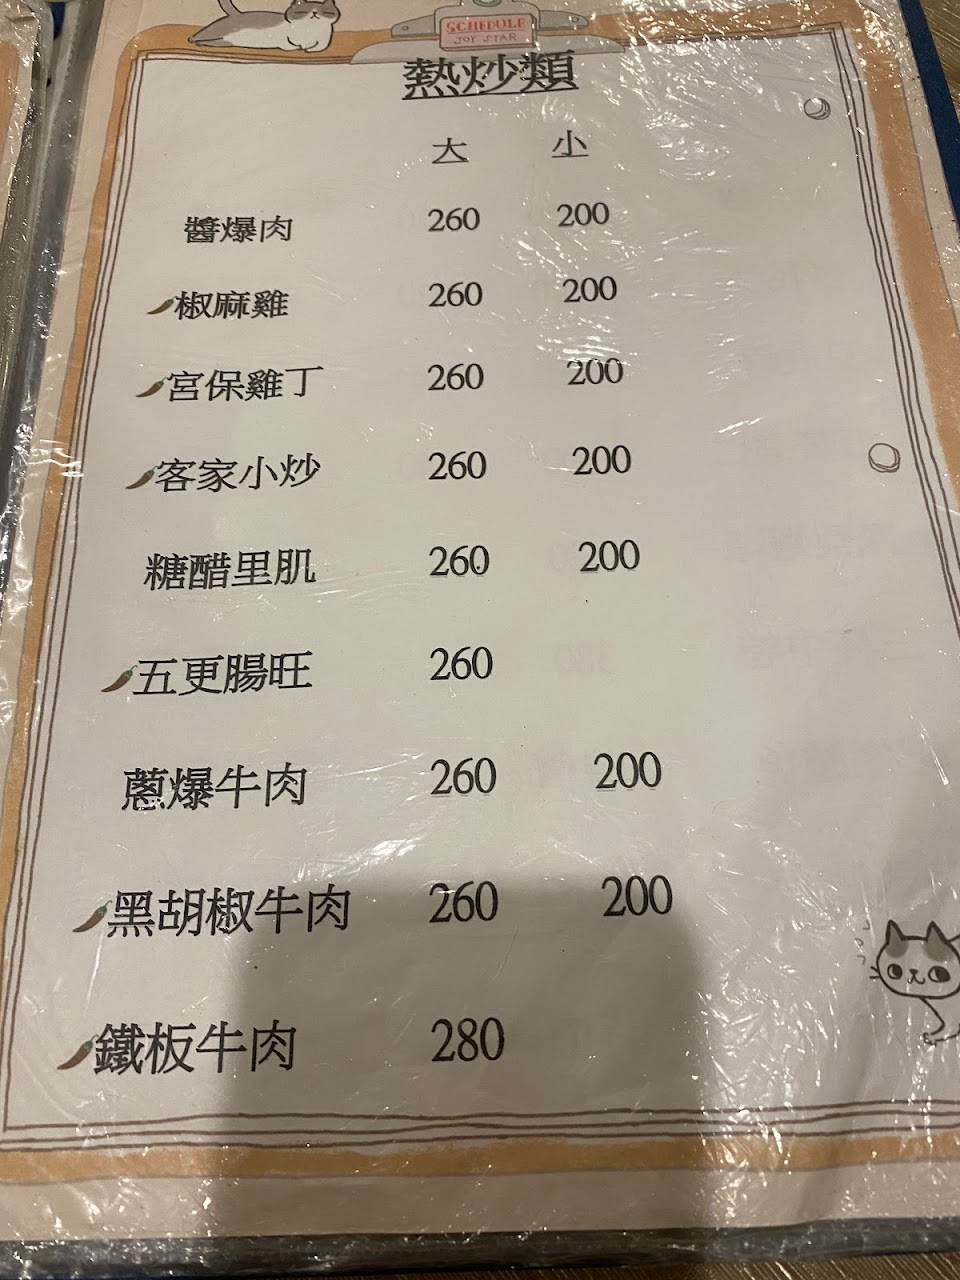 SCHEDULE
JOY STAR
熱炒類
大 小
醬爆肉 260 200
椒麻雞 260 200
宮保雞丁 260 200
客家小炒 260 200
糖醋里肌 260 200
五更腸旺 260
蔥爆牛肉 260 200
黑胡椒牛肉 260 200
鐵板牛肉 280